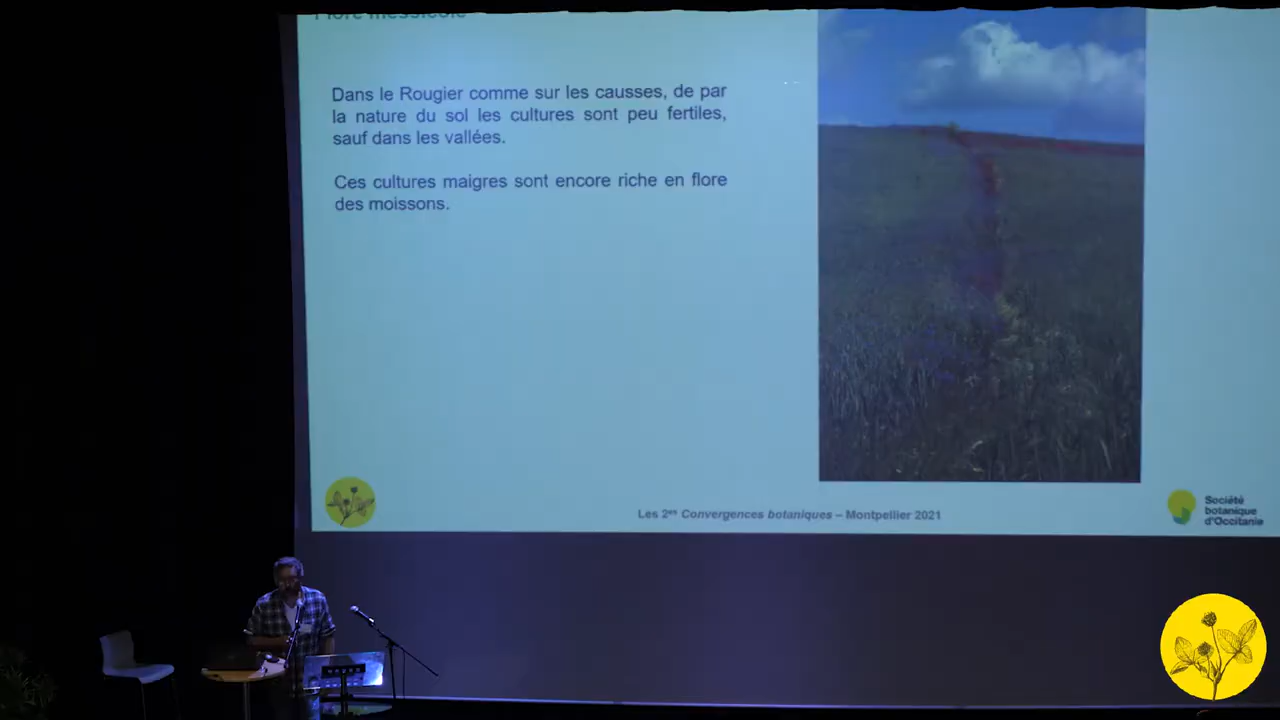 Flore messicole
Dans le Rougier comme sur les causses, de par
la nature du sol les cultures sont peu fertiles,
sauf dans les vallées.
Ces cultures maigres sont encore riche en flore
des moissons.
Les 2es Convergences botaniques – Montpellier 2021
Société
botanique
d'Occitanie